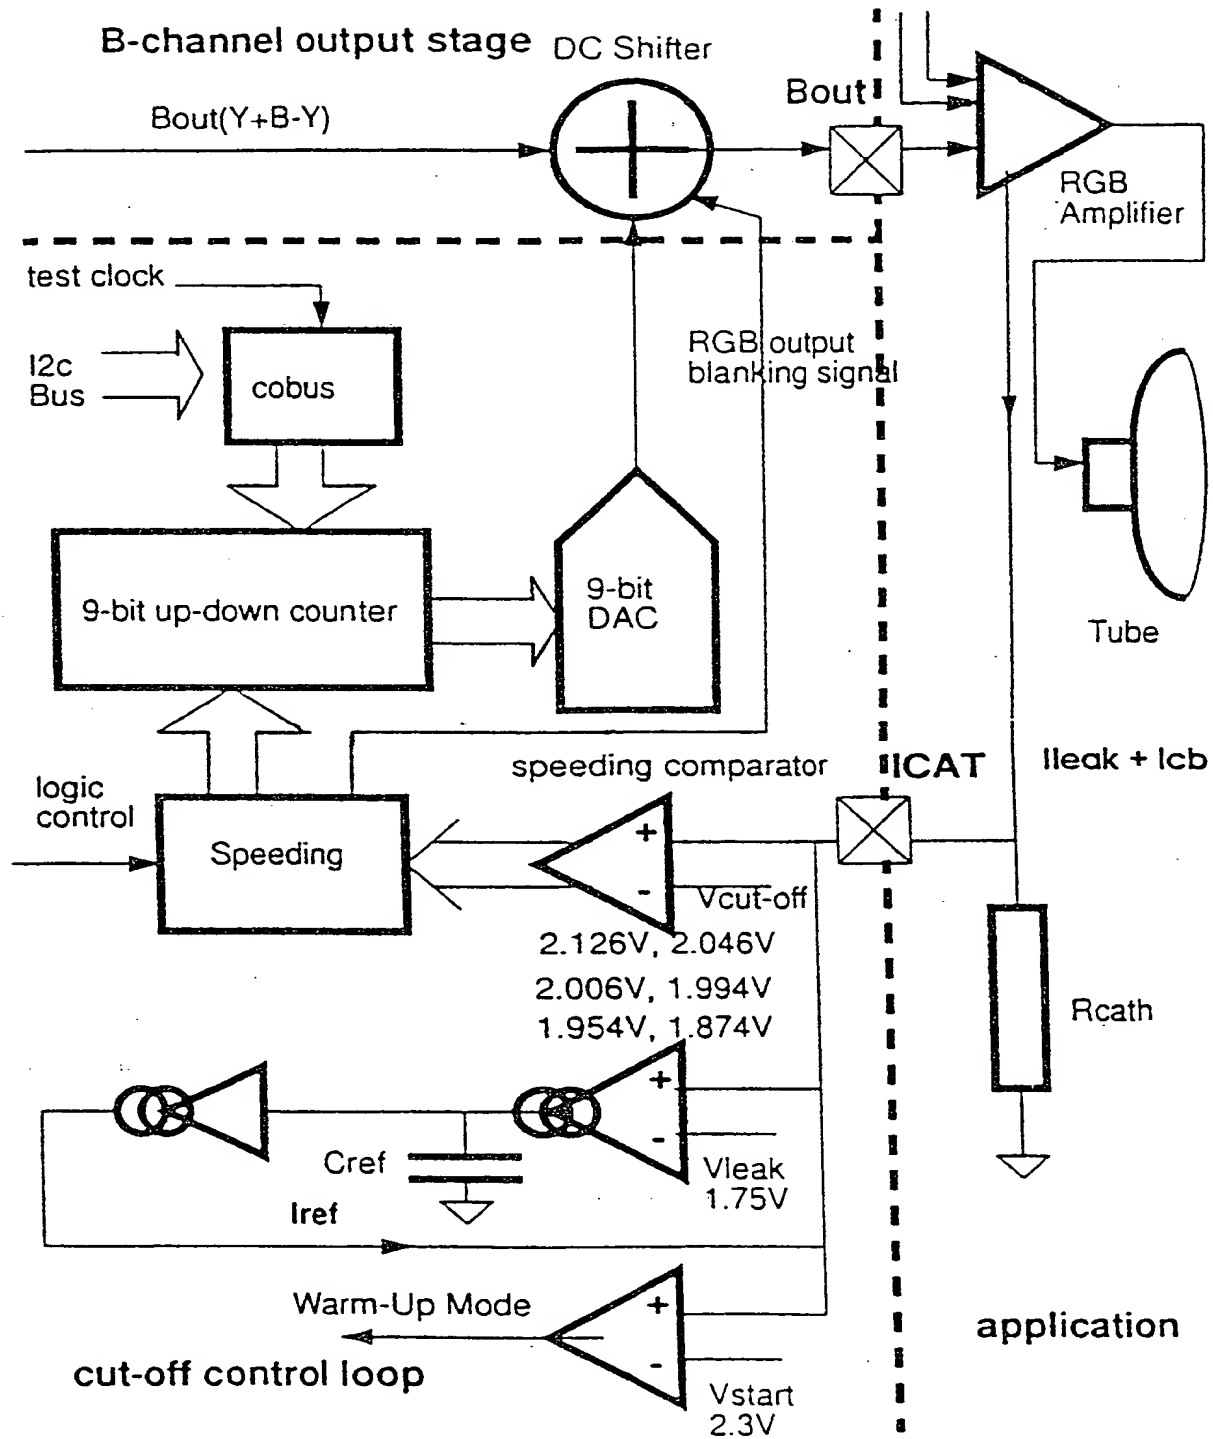 B-channel output stage
DC Shifter
Bout
Bout(Y+B-Y)
RGB
Amplifier
test clock
I2c
Bus
cobus
RGB output
blanking signal
9-bit up-down counter
9-bit
DAC
Tube
logic
control
Speeding
speeding comparator
ICAT
Ileak + Icb
+
-
Vcut-off
2.126V, 2.046V
2.006V, 1.994V
1.954V, 1.874V
Rcath
+
-
Cref
Vleak
1.75V
Iref
Warm-Up Mode
+
-
Vstart
2.3V
cut-off control loop
application